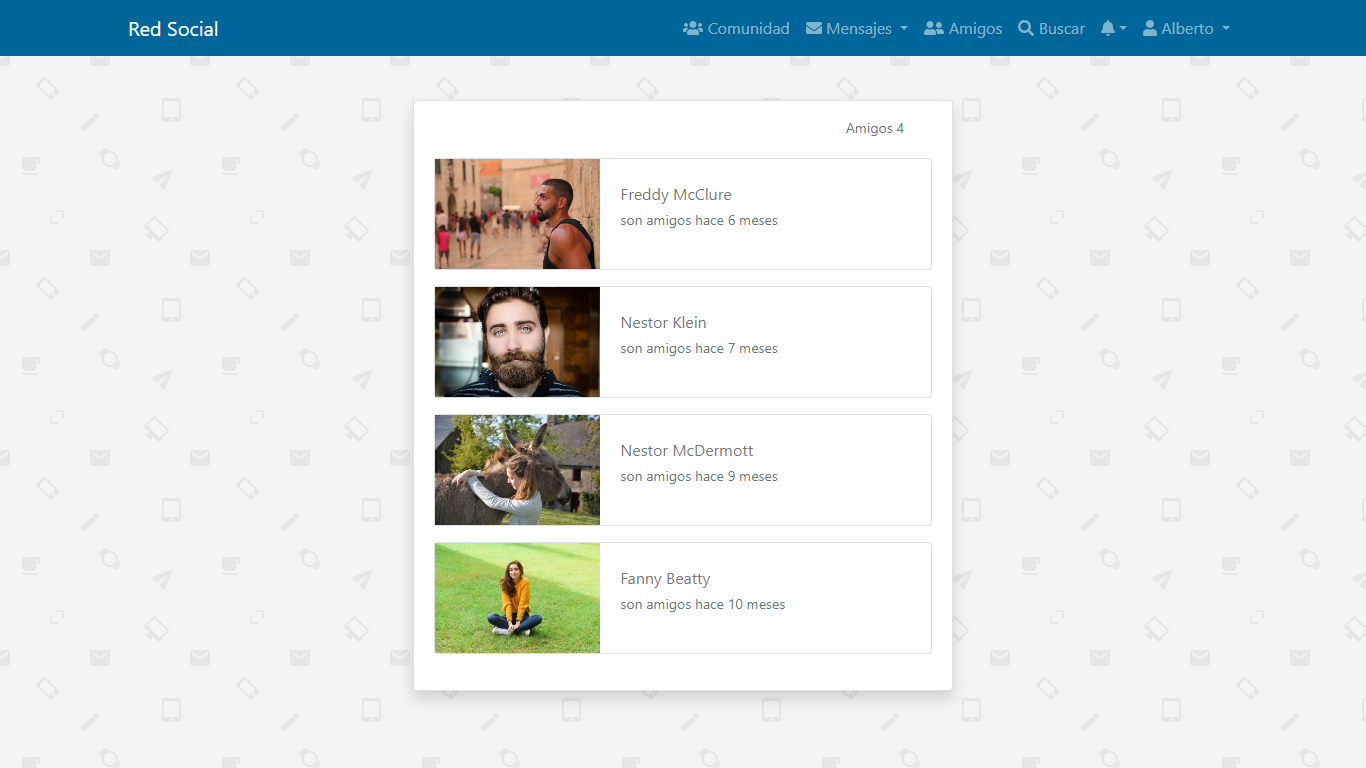 Red Social
Comunidad
Mensajes
Amigos
Buscar
Alberto
Amigos 4
Freddy McClure
son amigos hace 6 meses
Nestor Klein
son amigos hace 7 meses
Nestor McDermott
son amigos hace 9 meses
Fanny Beatty
son amigos hace 10 meses